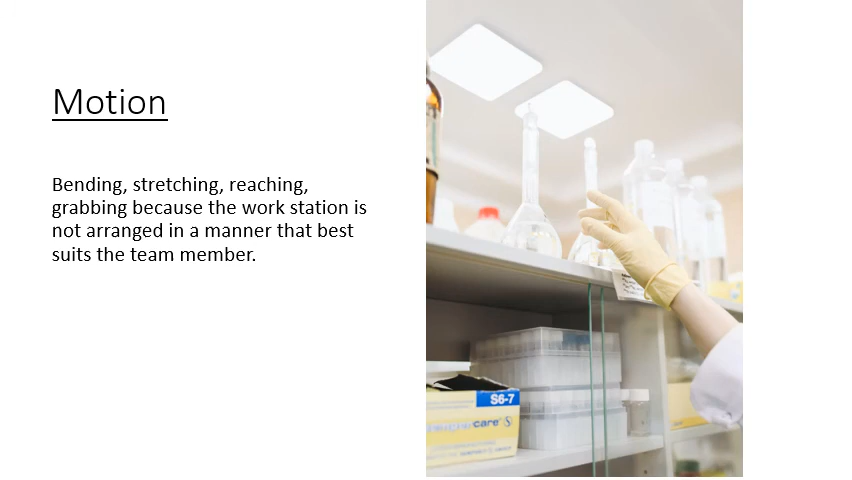 Motion
Bending, stretching, reaching,
grabbing because the work station is
not arranged in a manner that best
suits the team member.
S6-7
care